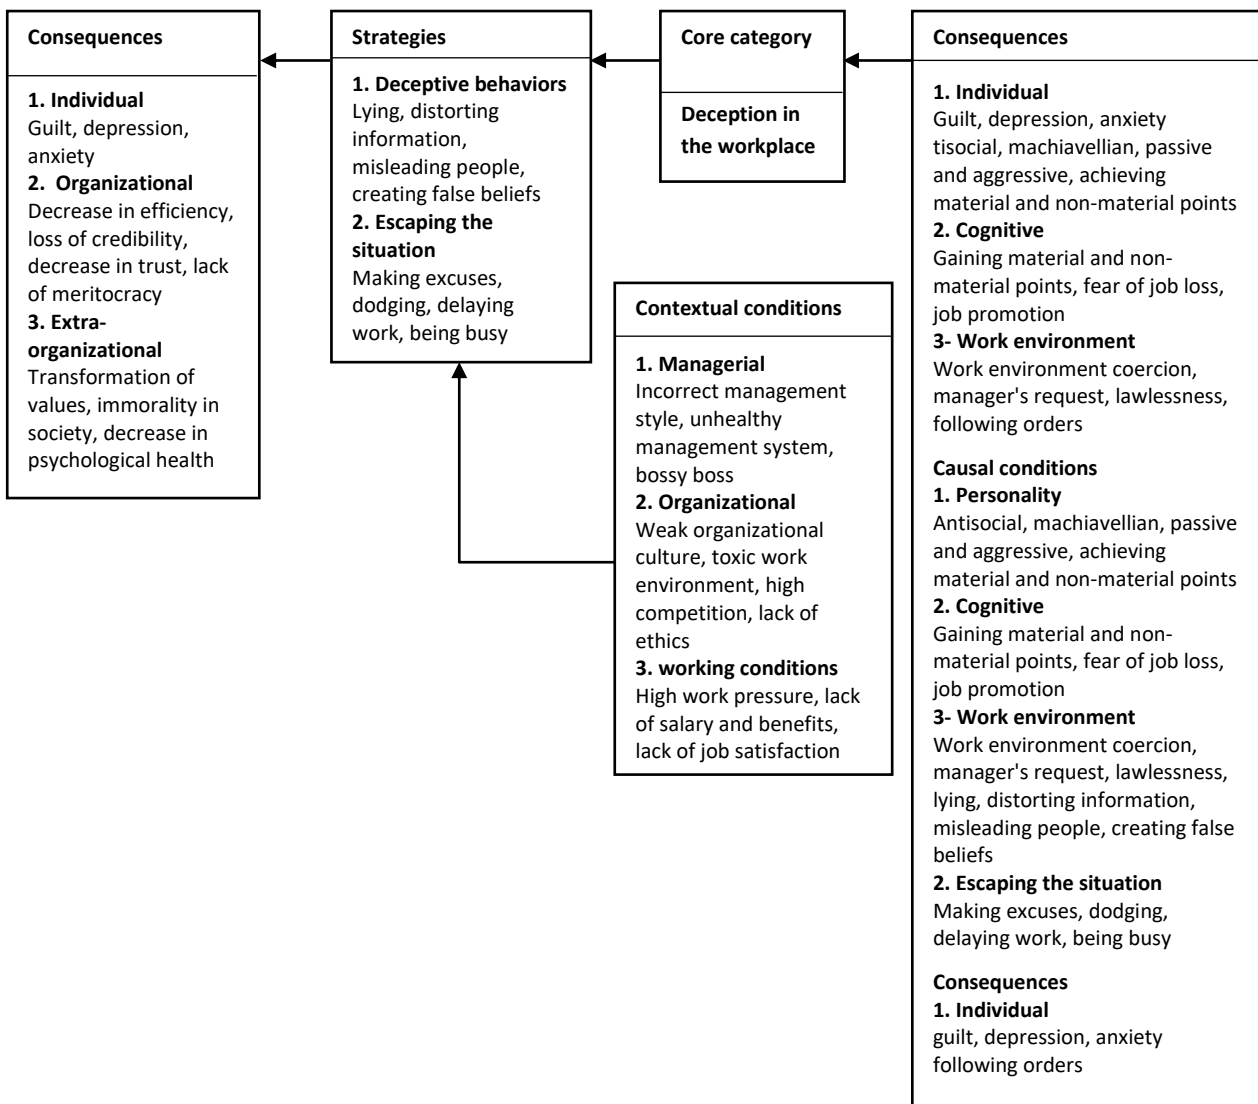 Consequences
1. Individual
Guilt, depression,
anxiety
2. Organizational
Decrease in efficiency,
loss of credibility,
decrease in trust, lack
of meritocracy
3. Extra-
organizational
Transformation of
values, immorality in
society, decrease in
psychological health
Strategies
1. Deceptive behaviors
Lying, distorting
information,
misleading people,
creating false beliefs
2. Escaping the
situation
Making excuses,
dodging, delaying
work, being busy
Core category
Deception in
the workplace
Contextual conditions
1. Managerial
Incorrect management
style, unhealthy
management system,
bossy boss
2. Organizational
Weak organizational
culture, toxic work
environment, high
competition, lack of
ethics
3. working conditions
High work pressure, lack
of salary and benefits,
lack of job satisfaction
Consequences
1. Individual
Guilt, depression, anxiety
tisocial, machiavellian, passive
and aggressive, achieving
material and non-material points
2. Cognitive
Gaining material and non-
material points, fear of job loss,
job promotion
3- Work environment
Work environment coercion,
manager's request, lawlessness,
following orders
Causal conditions
1. Personality
Antisocial, machiavellian, passive
and aggressive, achieving
material and non-material points
2. Cognitive
Gaining material and non-
material points, fear of job loss,
job promotion
3- Work environment
Work environment coercion,
manager's request, lawlessness,
lying, distorting information,
misleading people, creating false
beliefs
2. Escaping the situation
Making excuses, dodging,
delaying work, being busy
Consequences
1. Individual
guilt, depression, anxiety
following orders